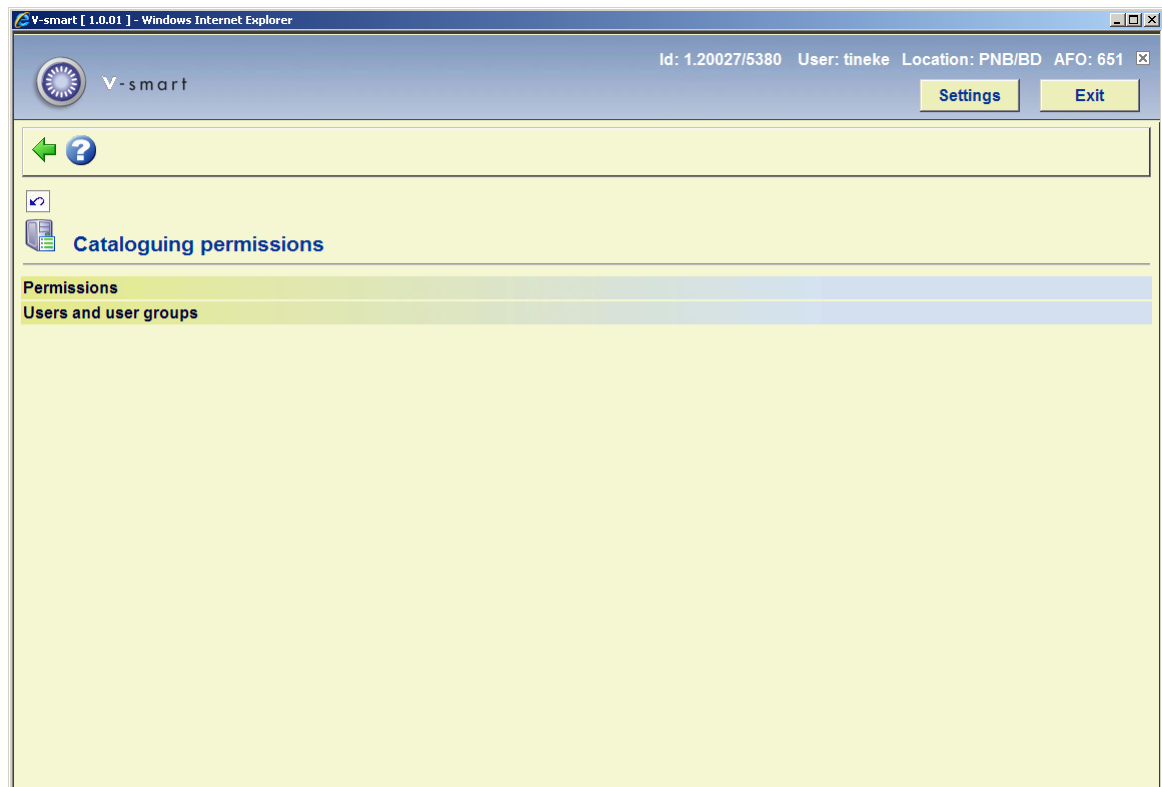 V-smart [ 1.0.01 ] - Windows Internet Explorer
Id: 1.20027/5380 User: tineke Location: PNB/BD AFO: 651
V-smart
Settings Exit
?
Cataloguing permissions
Permissions
Users and user groups